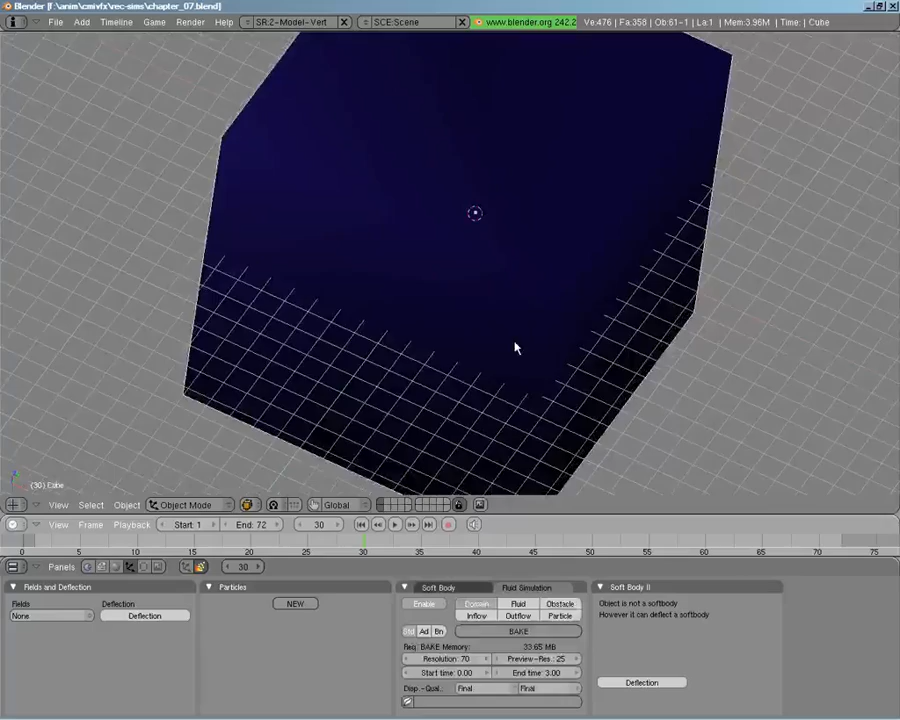 Blender [f:\anim\cmivfx\rec-sims\chapter_07.blend]
File Add Timeline Game Render Help SR:2-Model-Vert SCE:Scene www.blender.org 242.2 Ve:476 | Fa:358 | Ob:61-1 | La:1 | Mem:3.96M | Time: | Cube
(30) Cube
View Select Object Object Mode Global
View Frame Playback Start: 1 End: 72 30
0 5 10 15 20 25 30 35 40 45 50 55 60 65 70 75
Panels 30
Fields and Deflection Particles Soft Body Fluid Simulation Soft Body II
Fields Deflection NEW Enable Domain Fluid Obstacle Object is not a softbody
None Deflection Inflow Outflow Particle However it can deflect a softbody
Std Ad Bn BAKE
Req. BAKE Memory: 33.65 MB
Resolution: 70 Preview-Res.: 25
Start time: 0.00 End time: 3.00
Deflection
Disp.-Qual.: Final Final